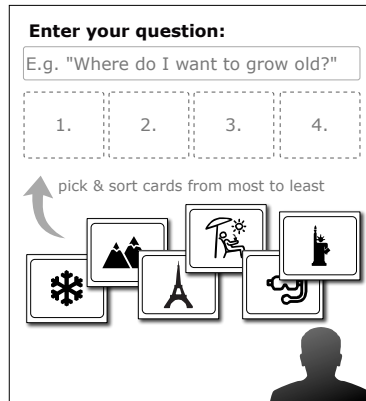 Enter your question:
E.g. "Where do I want to grow old?"
1. 2. 3. 4.
pick & sort cards from most to least